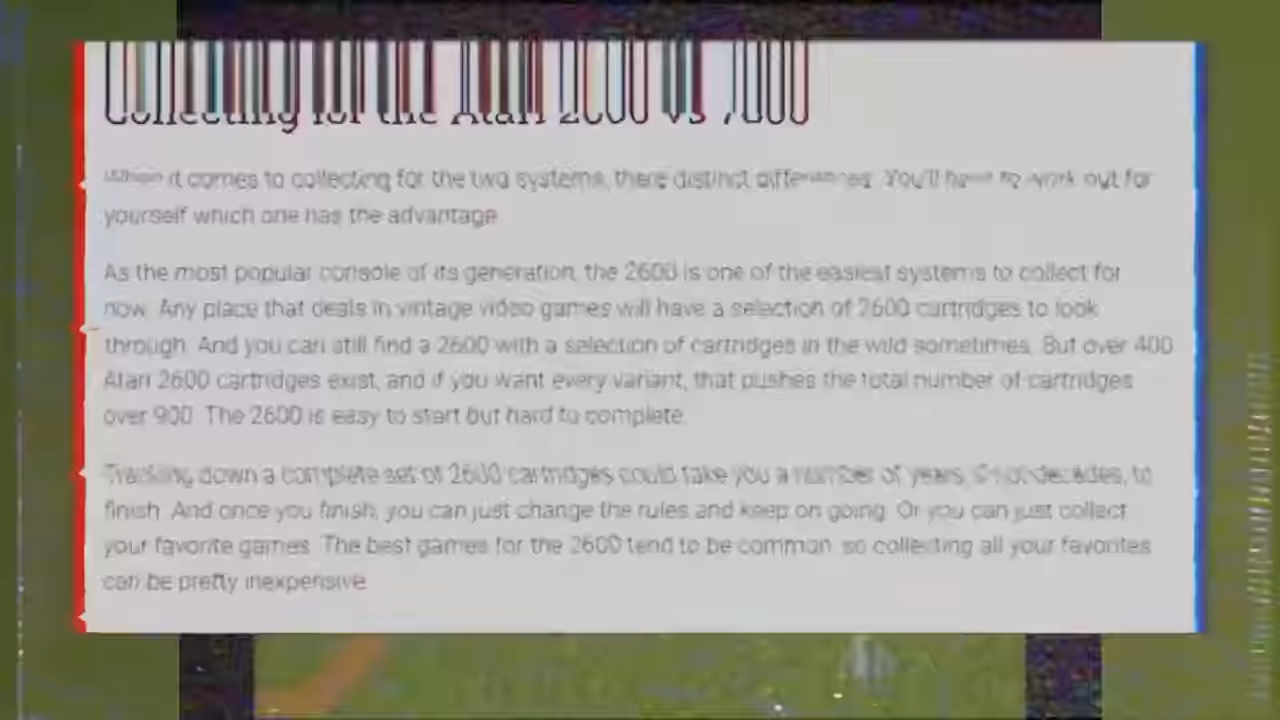 Collecting for the Atari 2600 vs 7800
When it comes to collecting for the two systems, there distinct differences. You'll have to work out for
yourself which one has the advantage.
As the most popular console of its generation, the 2600 is one of the easiest systems to collect for
now. Any place that deals in vintage video games will have a selection of 2600 cartridges to look
through. And you can still find a 2600 with a selection of cartridges in the wild sometimes. But over 400
Atari 2600 cartridges exist, and if you want every variant, that pushes the total number of cartridges
over 900. The 2600 is easy to start but hard to complete.
Tracking down a complete set of 2600 cartridges could take you a number of years, if not decades, to
finish. And once you finish, you can just change the rules and keep on going. Or you can just collect
your favorite games. The best games for the 2600 tend to be common, so collecting all your favorites
can be pretty inexpensive.